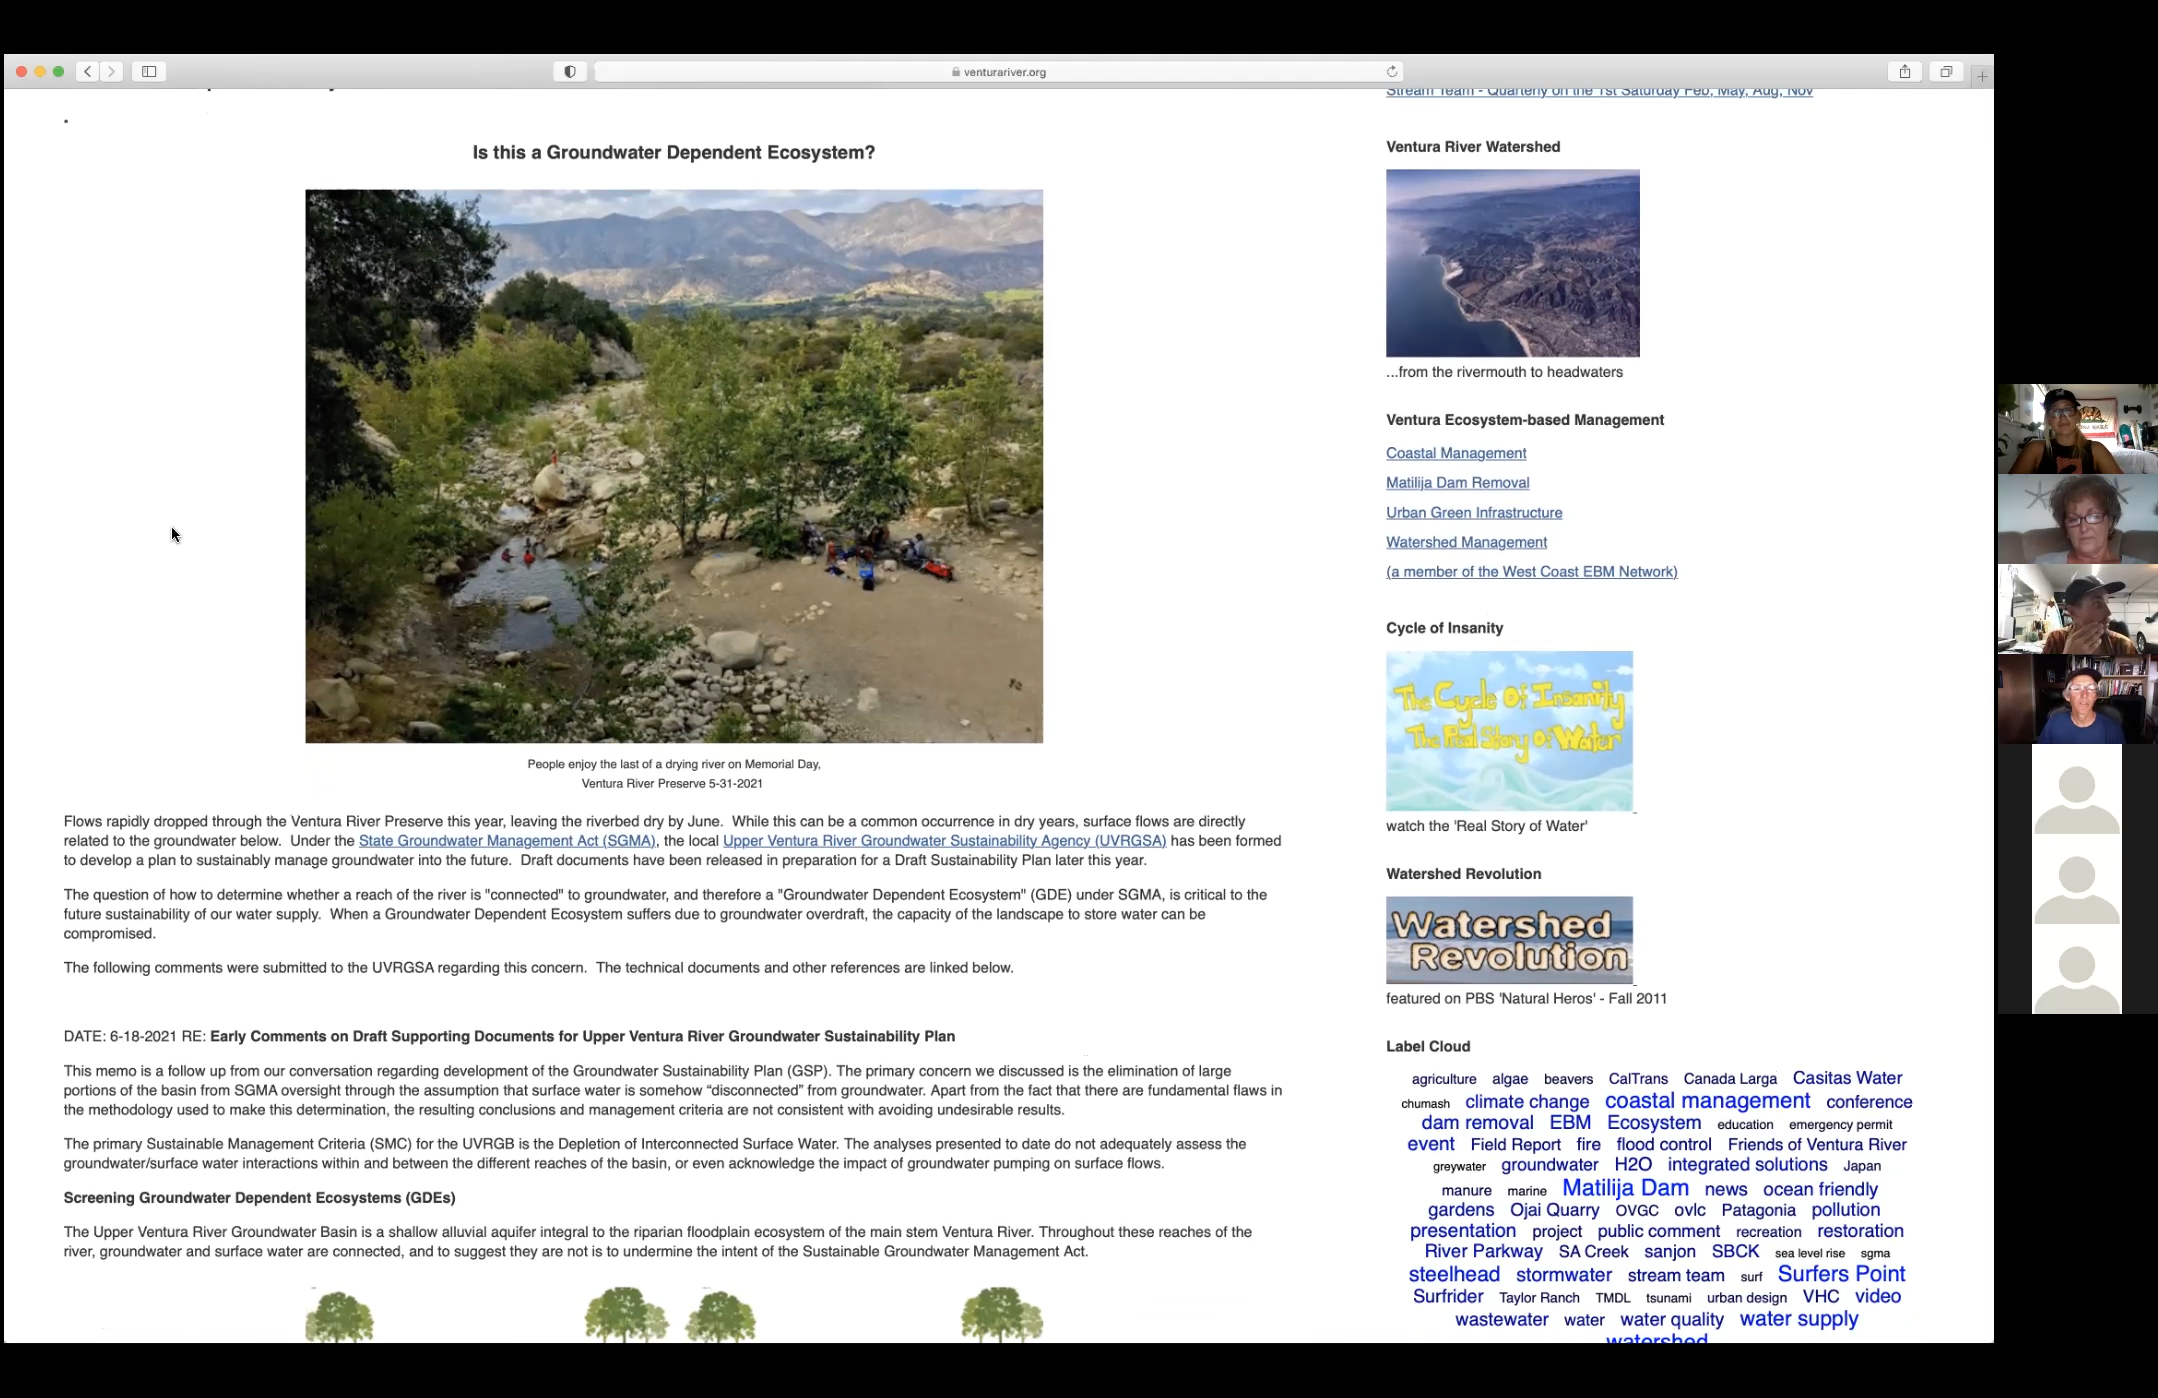 venturariver.org
Stream Team - Quarterly on the 1st Saturday Feb, May, Aug, Nov
Is this a Groundwater Dependent Ecosystem?
People enjoy the last of a drying river on Memorial Day,
Ventura River Preserve 5-31-2021
Flows rapidly dropped through the Ventura River Preserve this year, leaving the riverbed dry by June.  While this can be a common occurrence in dry years, surface flows are directly
related to the groundwater below.  Under the State Groundwater Management Act (SGMA), the local Upper Ventura River Groundwater Sustainability Agency (UVRGSA) has been formed
to develop a plan to sustainably manage groundwater into the future.  Draft documents have been released in preparation for a Draft Sustainability Plan later this year.
The question of how to determine whether a reach of the river is "connected" to groundwater, and therefore a "Groundwater Dependent Ecosystem" (GDE) under SGMA, is critical to the
future sustainability of our water supply.  When a Groundwater Dependent Ecosystem suffers due to groundwater overdraft, the capacity of the landscape to store water can be
compromised.
The following comments were submitted to the UVRGSA regarding this concern.  The technical documents and other references are linked below.
DATE: 6-18-2021 RE: Early Comments on Draft Supporting Documents for Upper Ventura River Groundwater Sustainability Plan
This memo is a follow up from our conversation regarding development of the Groundwater Sustainability Plan (GSP). The primary concern we discussed is the elimination of large
portions of the basin from SGMA oversight through the assumption that surface water is somehow “disconnected” from groundwater. Apart from the fact that there are fundamental flaws in
the methodology used to make this determination, the resulting conclusions and management criteria are not consistent with avoiding undesirable results.
The primary Sustainable Management Criteria (SMC) for the UVRGB is the Depletion of Interconnected Surface Water. The analyses presented to date do not adequately assess the
groundwater/surface water interactions within and between the different reaches of the basin, or even acknowledge the impact of groundwater pumping on surface flows.
Screening Groundwater Dependent Ecosystems (GDEs)
The Upper Ventura River Groundwater Basin is a shallow alluvial aquifer integral to the riparian floodplain ecosystem of the main stem Ventura River. Throughout these reaches of the
river, groundwater and surface water are connected, and to suggest they are not is to undermine the intent of the Sustainable Groundwater Management Act.
Ventura River Watershed
...from the rivermouth to headwaters
Ventura Ecosystem-based Management
Coastal Management
Matilija Dam Removal
Urban Green Infrastructure
Watershed Management
(a member of the West Coast EBM Network)
Cycle of Insanity
The Cycle Of Insanity
The Real Story Of Water
watch the 'Real Story of Water'
Watershed Revolution
Watershed
Revolution
featured on PBS 'Natural Heros' - Fall 2011
Label Cloud
agriculture algae beavers CalTrans Canada Larga Casitas Water
chumash climate change coastal management conference
dam removal EBM Ecosystem education emergency permit
event Field Report fire flood control Friends of Ventura River
greywater groundwater H2O integrated solutions Japan
manure marine Matilija Dam news ocean friendly
gardens Ojai Quarry OVGC ovlc Patagonia pollution
presentation project public comment recreation restoration
River Parkway SA Creek sanjon SBCK sea level rise sgma
steelhead stormwater stream team surf Surfers Point
Surfrider Taylor Ranch TMDL tsunami urban design VHC video
wastewater water water quality water supply
watershed